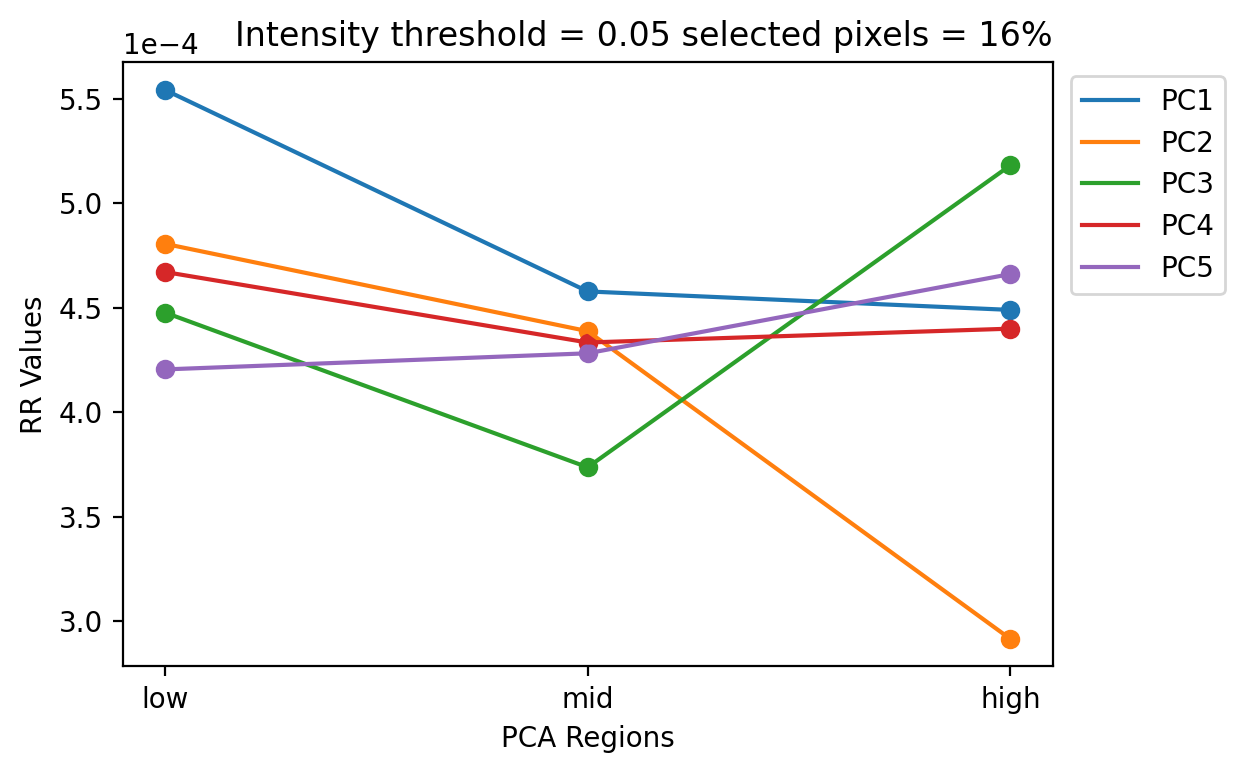 Intensity threshold = 0.05 selected pixels = 16%
1e−4
5.5
5.0
4.5
4.0
3.5
3.0
RR Values
low
mid
high
PCA Regions
PC1
PC2
PC3
PC4
PC5